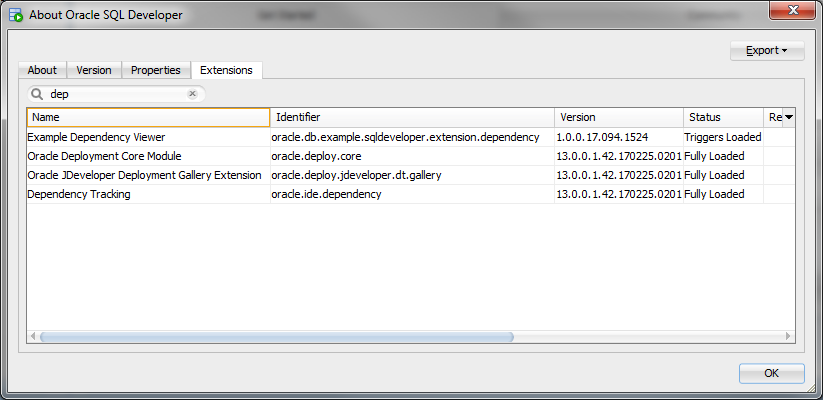 About Oracle SQL Developer
Export
About Version Properties Extensions
dep
Name Identifier Version Status Re
Example Dependency Viewer oracle.db.example.sqldeveloper.extension.dependency 1.0.0.17.094.1524 Triggers Loaded
Oracle Deployment Core Module oracle.deploy.core 13.0.0.1.42.170225.0201 Fully Loaded
Oracle JDeveloper Deployment Gallery Extension oracle.deploy.jdeveloper.dt.gallery 13.0.0.1.42.170225.0201 Fully Loaded
Dependency Tracking oracle.ide.dependency 13.0.0.1.42.170225.0201 Fully Loaded
OK